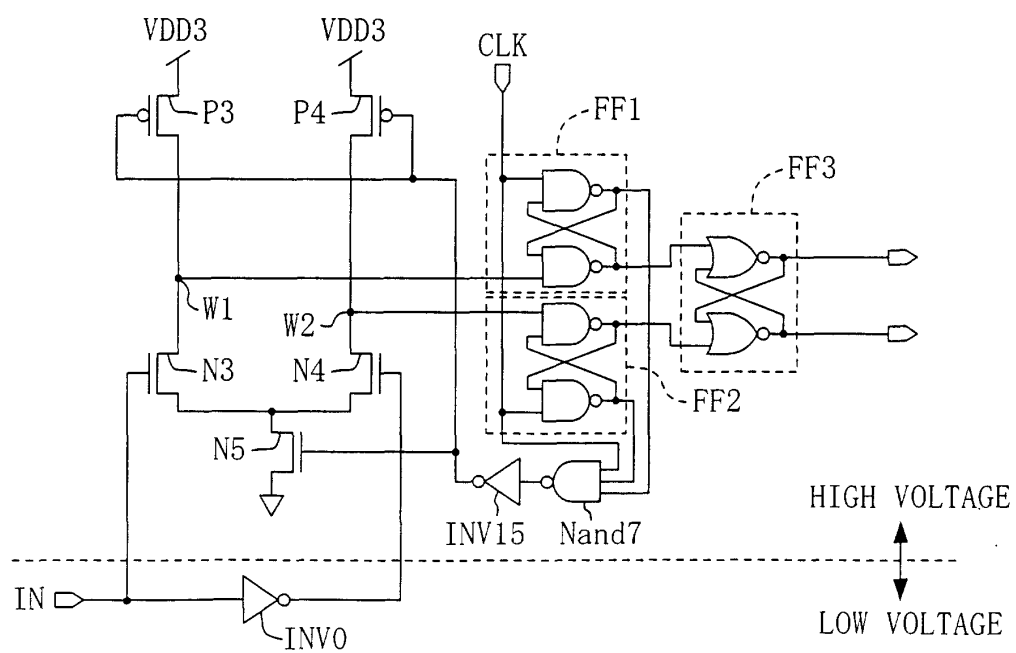 VDD3
VDD3
CLK
P3
P4
FF1
FF3
W1
W2
N3
N4
FF2
N5
INV15
Nand7
HIGH VOLTAGE
IN
INV0
LOW VOLTAGE